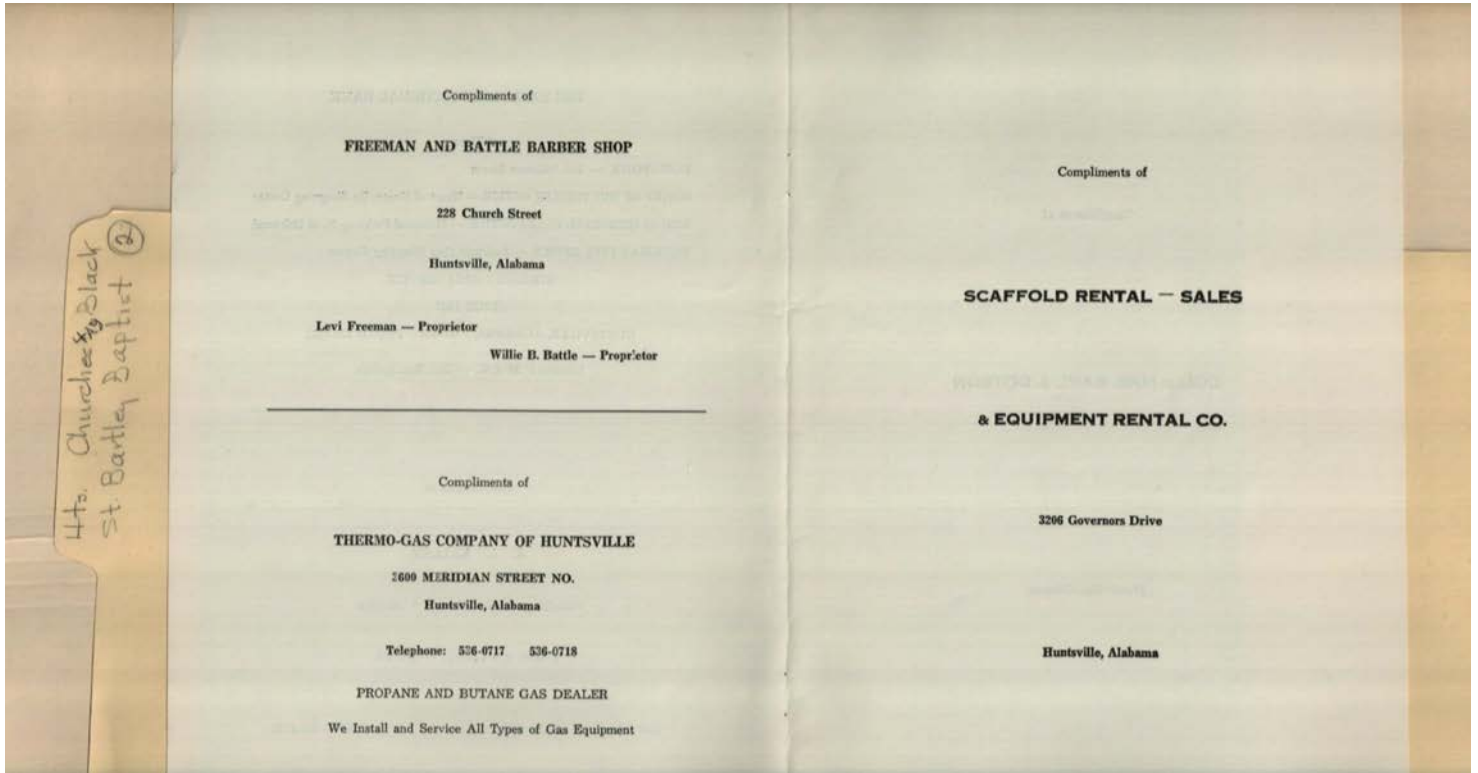 Hts. Churches Black
St. Bartley Baptist ②
Compliments of
FREEMAN AND BATTLE BARBER SHOP
228 Church Street
Huntsville, Alabama
Levi Freeman — Proprietor
Willie B. Battle — Proprietor
Compliments of
THERMO-GAS COMPANY OF HUNTSVILLE
2600 MERIDIAN STREET NO.
Huntsville, Alabama
Telephone: 536-0717 536-0718
PROPANE AND BUTANE GAS DEALER
We Install and Service All Types of Gas Equipment
Compliments of
SCAFFOLD RENTAL — SALES
& EQUIPMENT RENTAL CO.
3206 Governors Drive
Huntsville, Alabama